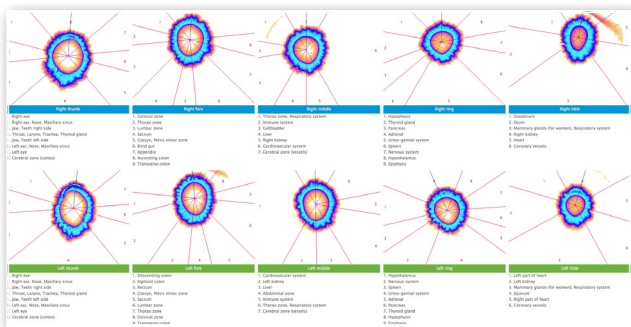 Right thumb
Right eye
Right ear, Nose, Maxillary sinus
Jaw, Teeth right side
Throat, Larynx, Trachea, Thyroid gland
Jaw, Teeth left side
Left ear, Nose, Maxillary sinus
Left eye
Cerebral zone (cortex)
Right fore
1. Cervical zone
2. Thorax zone
3. Lumbar zone
4. Sacrum
5. Coccyx, Pelvis minor zone
6. Blind gut
7. Appendix
8. Ascending colon
9. Transverse colon
Right middle
1. Thorax zone, Respiratory system
2. Immune system
3. Gallbladder
4. Liver
5. Right kidney
6. Cardiovascular system
7. Cerebral zone (vessels)
Right ring
1. Hypophysis
2. Thyroid gland
3. Pancreas
4. Adrenal
5. Urino-genital system
6. Spleen
7. Nervous system
8. Hypothalamus
9. Epiphysis
Right little
1. Duodenum
2. Ileum
3. Mammary glands (for women), Respiratory system
4. Right kidney
5. Heart
6. Coronary vessels
Left thumb
Right eye
Right ear, Nose, Maxillary sinus
Jaw, Teeth right side
Throat, Larynx, Trachea, Thyroid gland
Jaw, Teeth left side
Left ear, Nose, Maxillary sinus
Left eye
Cerebral zone (cortex)
Left fore
1. Descending colon
2. Sigmoid colon
3. Rectum
4. Coccyx, Pelvis minor zone
5. Sacrum
6. Lumbar zone
7. Thorax zone
8. Cervical zone
9. Transverse colon
Left middle
1. Cardiovascular system
2. Left kidney
3. Liver
4. Abdominal zone
5. Immune system
6. Thorax zone, Respiratory system
7. Cerebral zone (vessels)
Left ring
1. Hypothalamus
2. Nervous system
3. Spleen
4. Urino-genital system
5. Adrenal
6. Pancreas
7. Thyroid gland
8. Hypophysis
9. Epiphysis
Left little
1. Left part of heart
2. Left kidney
3. Mammary glands (for women), Respiratory system
4. Jejunum
5. Right part of heart
6. Coronary vessels